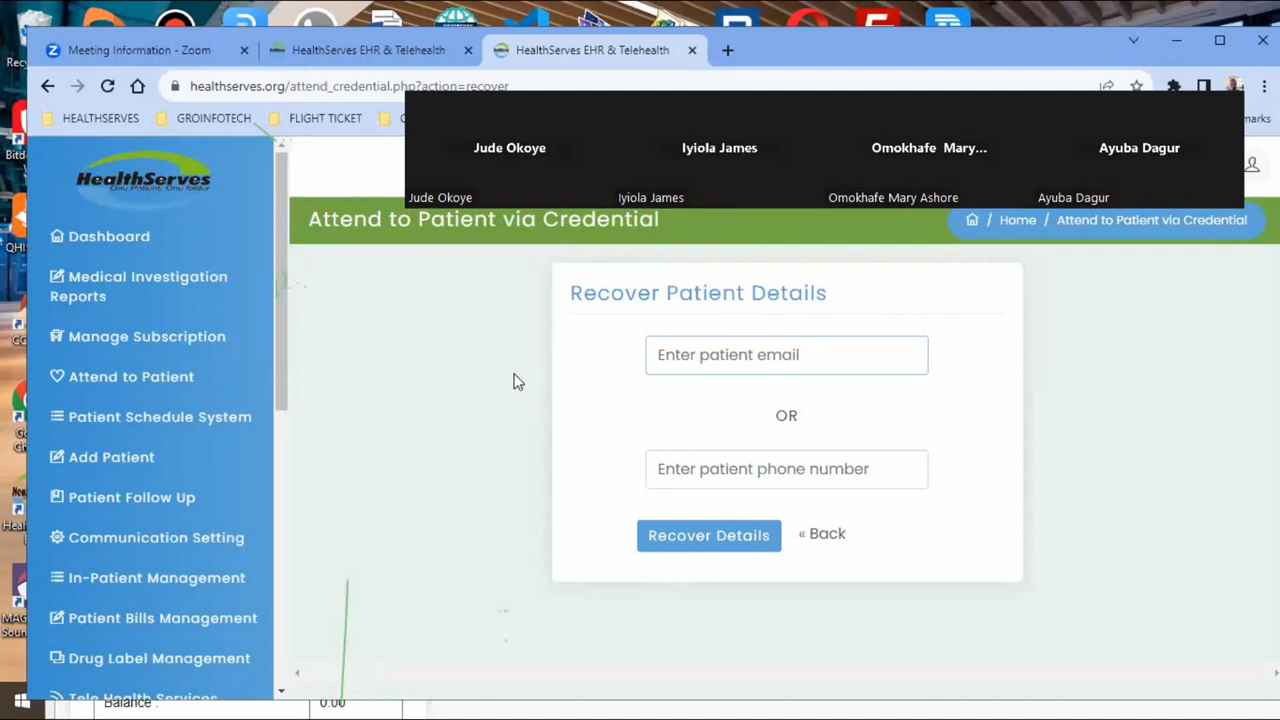 Meeting Information - Zoom
HealthServes EHR & Telehealth
HealthServes EHR & Telehealth
healthserves.org/attend_credential.php?action=recover
HEALTHSERVES
GROINFOTECH
FLIGHT TICKET
Jude Okoye
Iyiola James
Omokhafe Mary...
Ayuba Dagur
Jude Okoye
Iyiola James
Omokhafe Mary Ashore
Ayuba Dagur
HealthServes
Attend to Patient via Credential
/ Home / Attend to Patient via Credential
Dashboard
Medical Investigation
Reports
Manage Subscription
Attend to Patient
Patient Schedule System
Add Patient
Patient Follow Up
Communication Setting
In-Patient Management
Patient Bills Management
Drug Label Management
Tele Health Services
Recover Patient Details
Enter patient email
OR
Enter patient phone number
Recover Details
« Back
Balance :
0.00